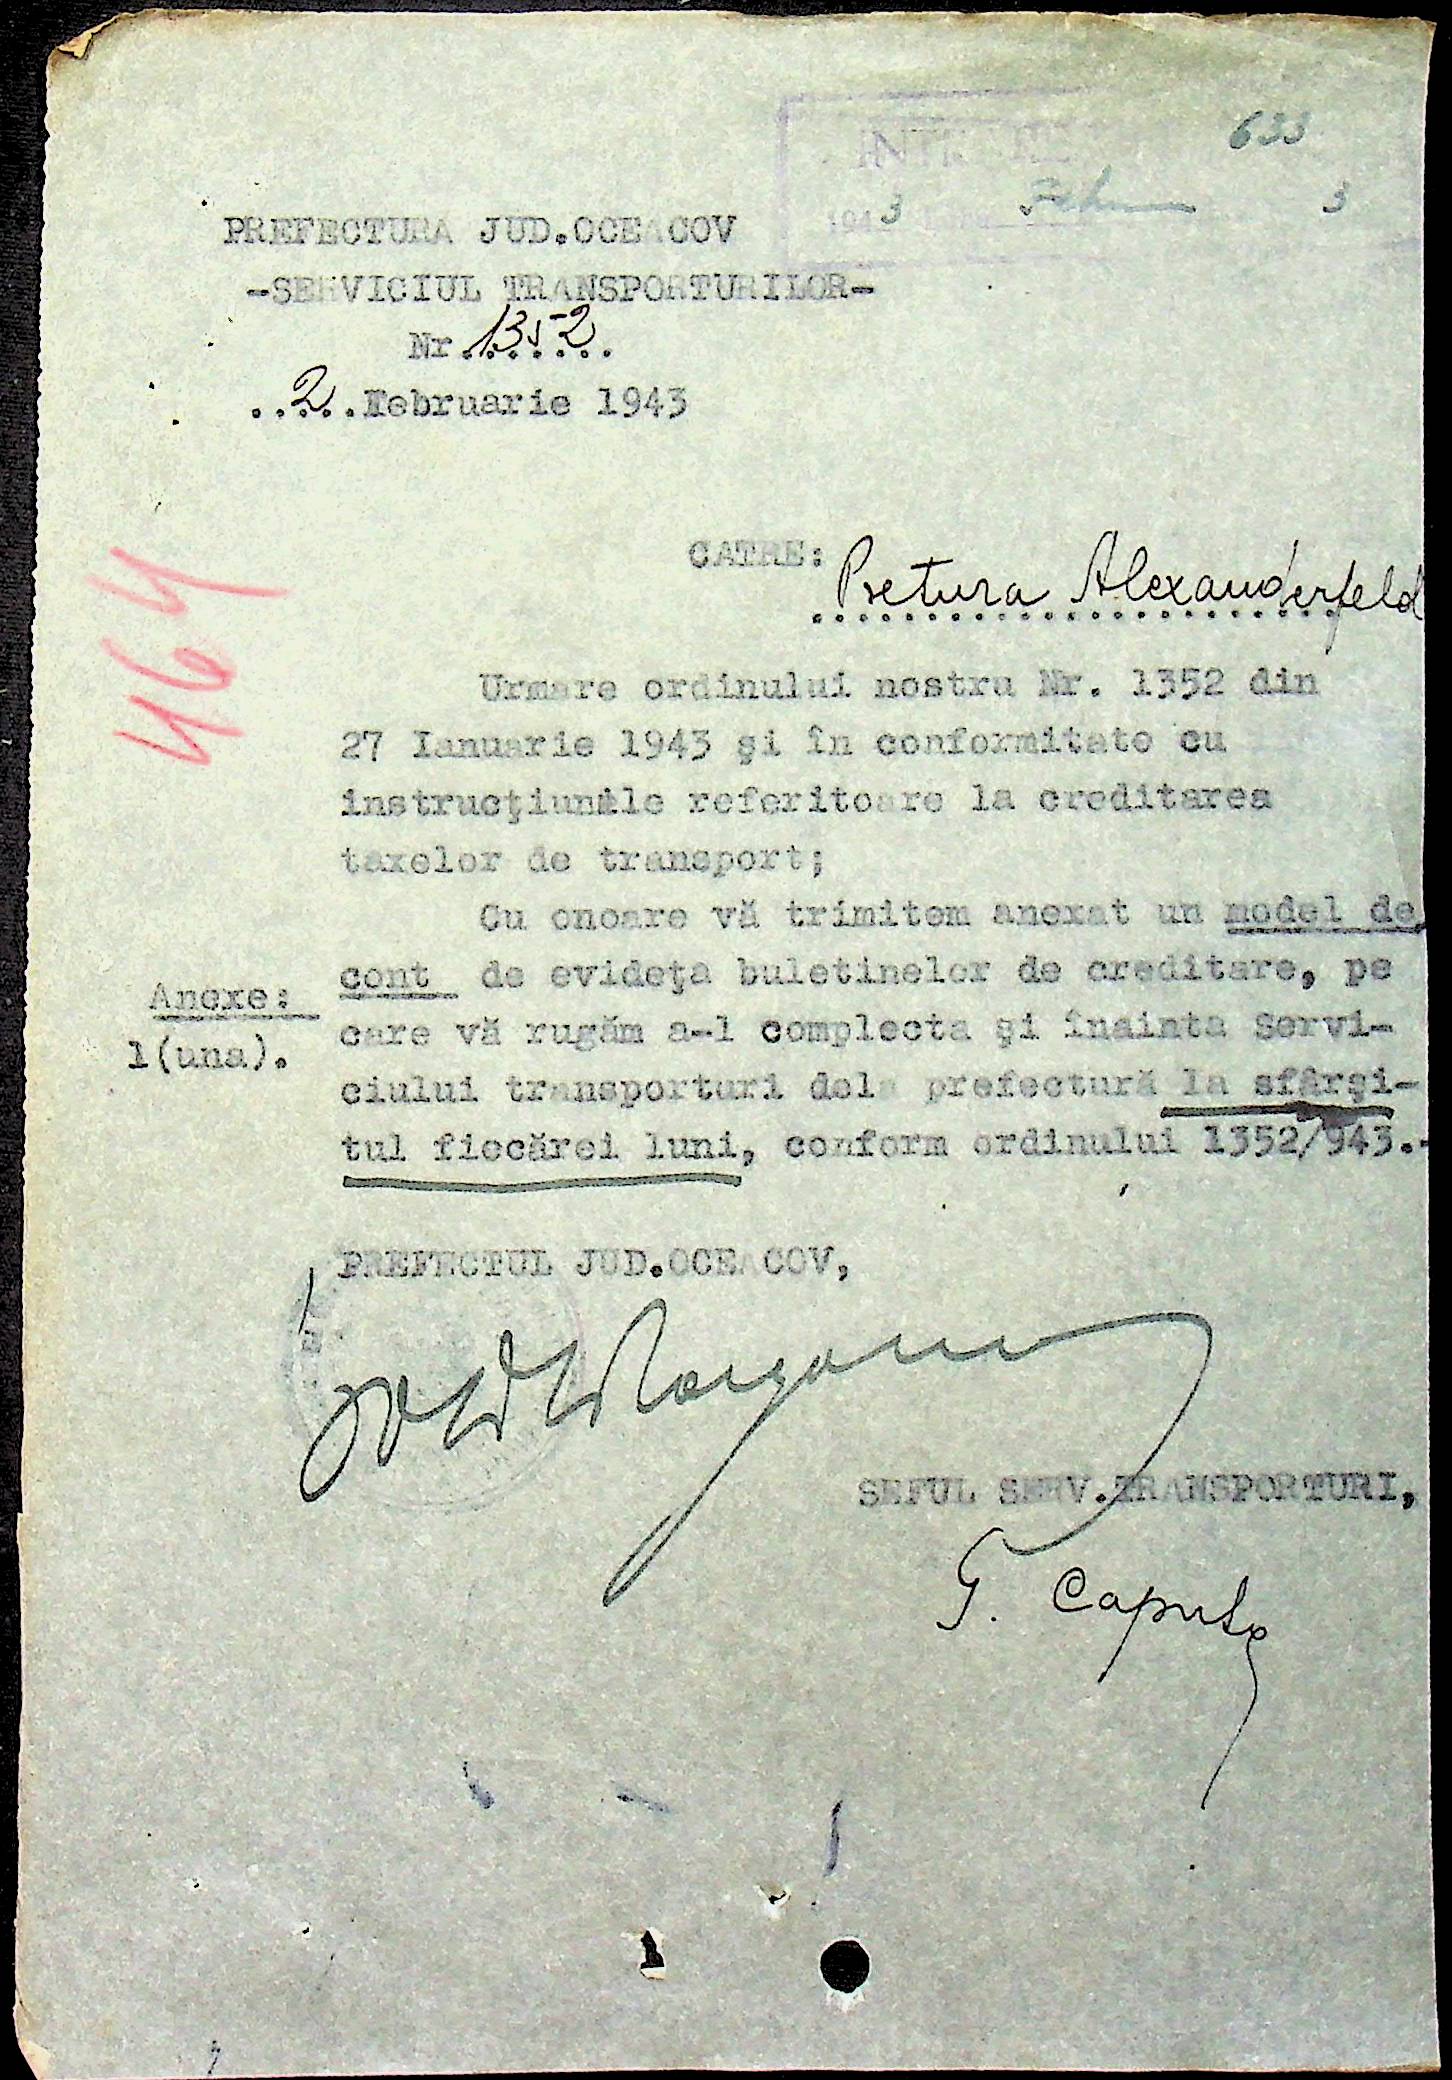 633
INTRARE
1943 Febr 3
PREFECTURA JUD.OCEACOV
-SERVICIUL TRANSPORTURILOR-
Nr.1352
..2..Februarie 1943
464
CATRE: Pretura Alexanderfeld
Urmare ordinului nostru Nr. 1352 din
27 Ianuarie 1943 şi în conformitate cu
instrucţiunile referitoare la creditarea
taxelor de transport;
Cu onoare vă trimitem anexat un model de
cont de evideţa buletinelor de creditare, pe
Anexe:
1(una).
care vă rugăm a-l complecta şi înainta Servi-
ciului transporturi dela prefectură la sfârşi-
tul fiecărei luni, conform ordinului 1352/943.-
PREFECTUL JUD.OCEACOV,
SEFUL SERV.TRANSPORTURI,
G. Caputo